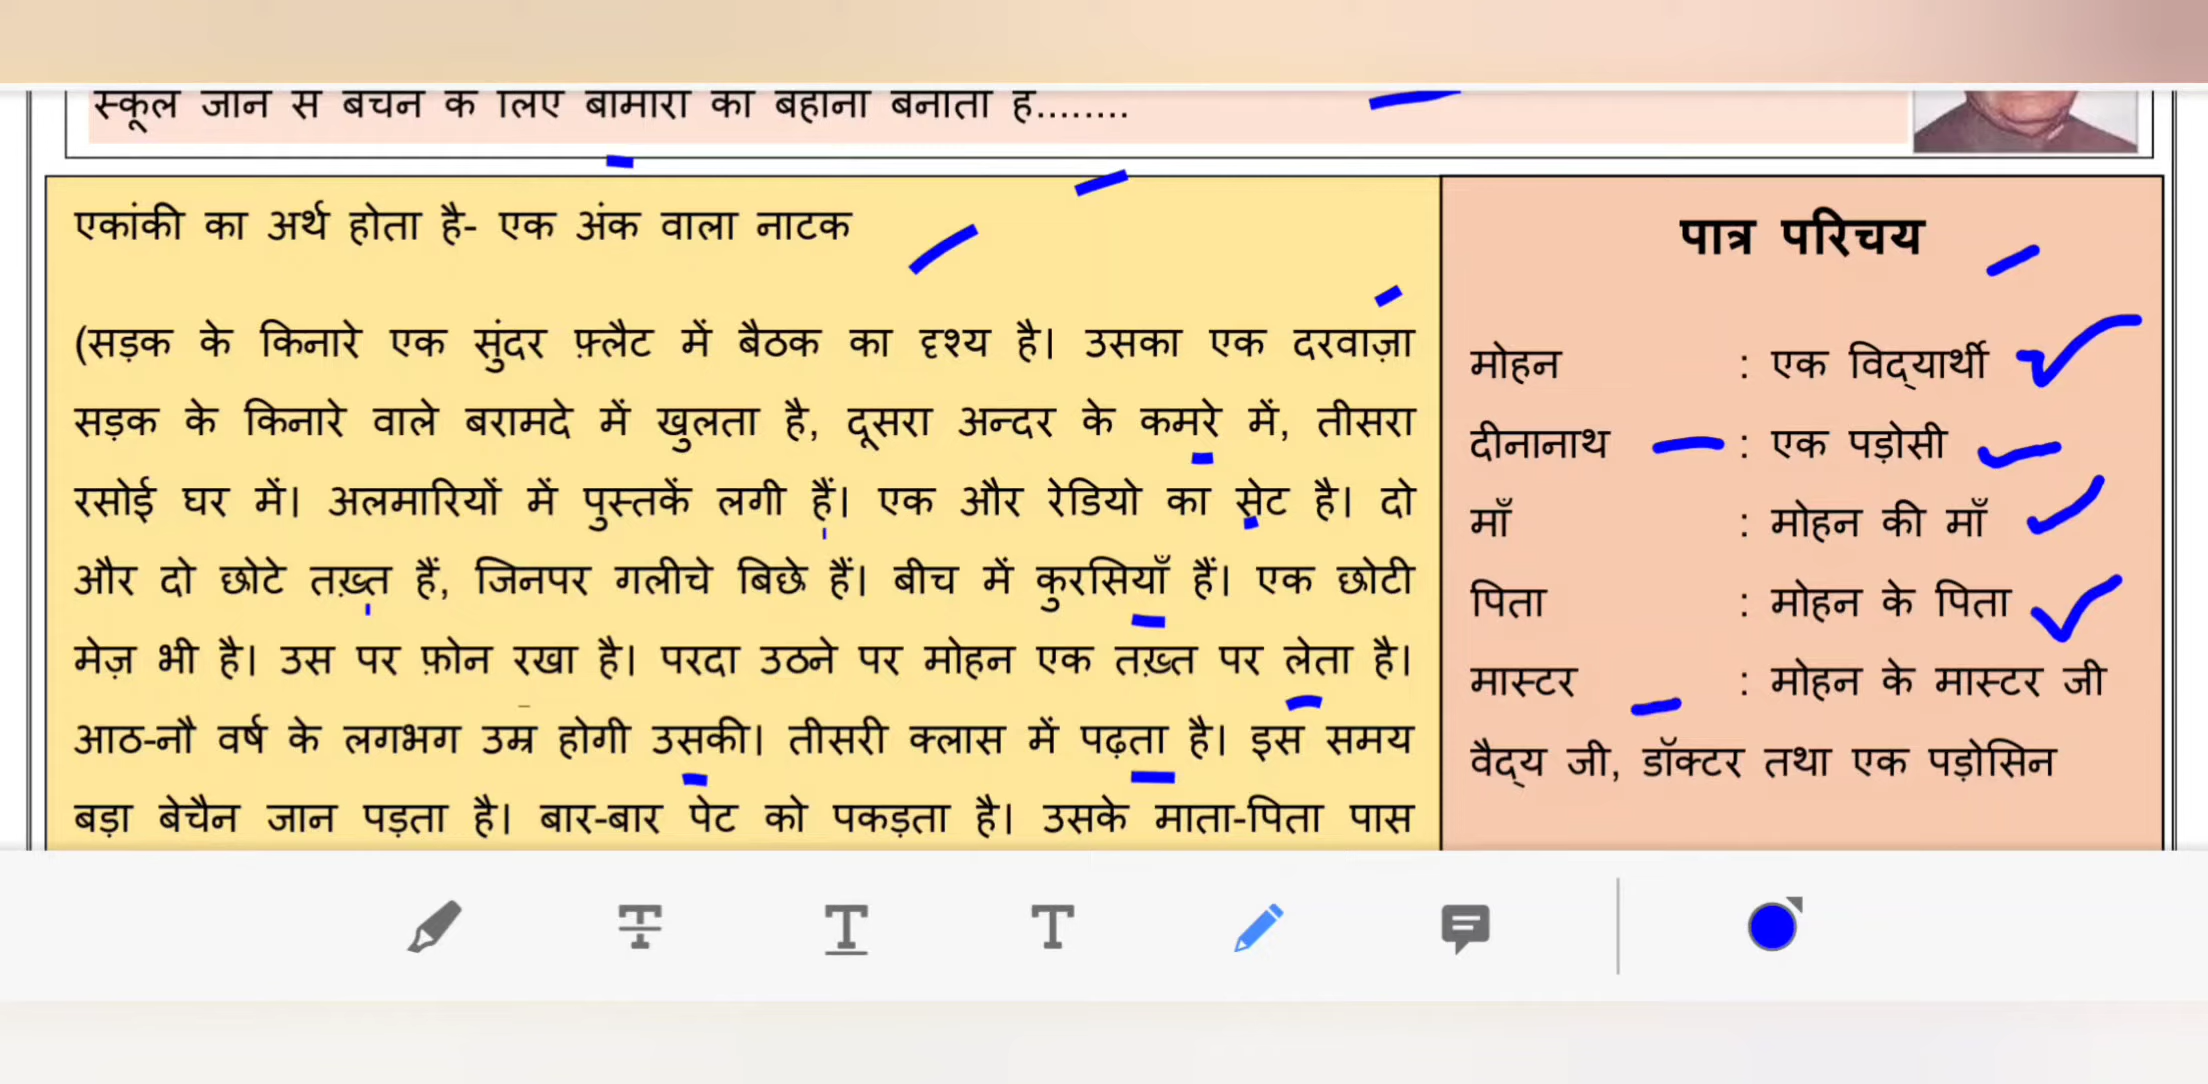 स्कूल जाने से बचने के लिए बीमारी का बहाना बनाता है........
एकांकी का अर्थ होता है- एक अंक वाला नाटक
(सड़क के किनारे एक सुंदर फ़्लैट में बैठक का दृश्य है। उसका एक दरवाज़ा
सड़क के किनारे वाले बरामदे में खुलता है, दूसरा अन्दर के कमरे में, तीसरा
रसोई घर में। अलमारियों में पुस्तकें लगी हैं। एक और रेडियो का सेट है। दो
और दो छोटे तख़्त हैं, जिनपर गलीचे बिछे हैं। बीच में कुरसियाँ हैं। एक छोटी
मेज़ भी है। उस पर फ़ोन रखा है। परदा उठने पर मोहन एक तख़्त पर लेता है।
आठ-नौ वर्ष के लगभग उम्र होगी उसकी। तीसरी क्लास में पढ़ता है। इस समय
बड़ा बेचैन जान पड़ता है। बार-बार पेट को पकड़ता है। उसके माता-पिता पास
पात्र परिचय
मोहन : एक विद्यार्थी
दीनानाथ : एक पड़ोसी
माँ : मोहन की माँ
पिता : मोहन के पिता
मास्टर : मोहन के मास्टर जी
वैद्य जी, डॉक्टर तथा एक पड़ोसिन